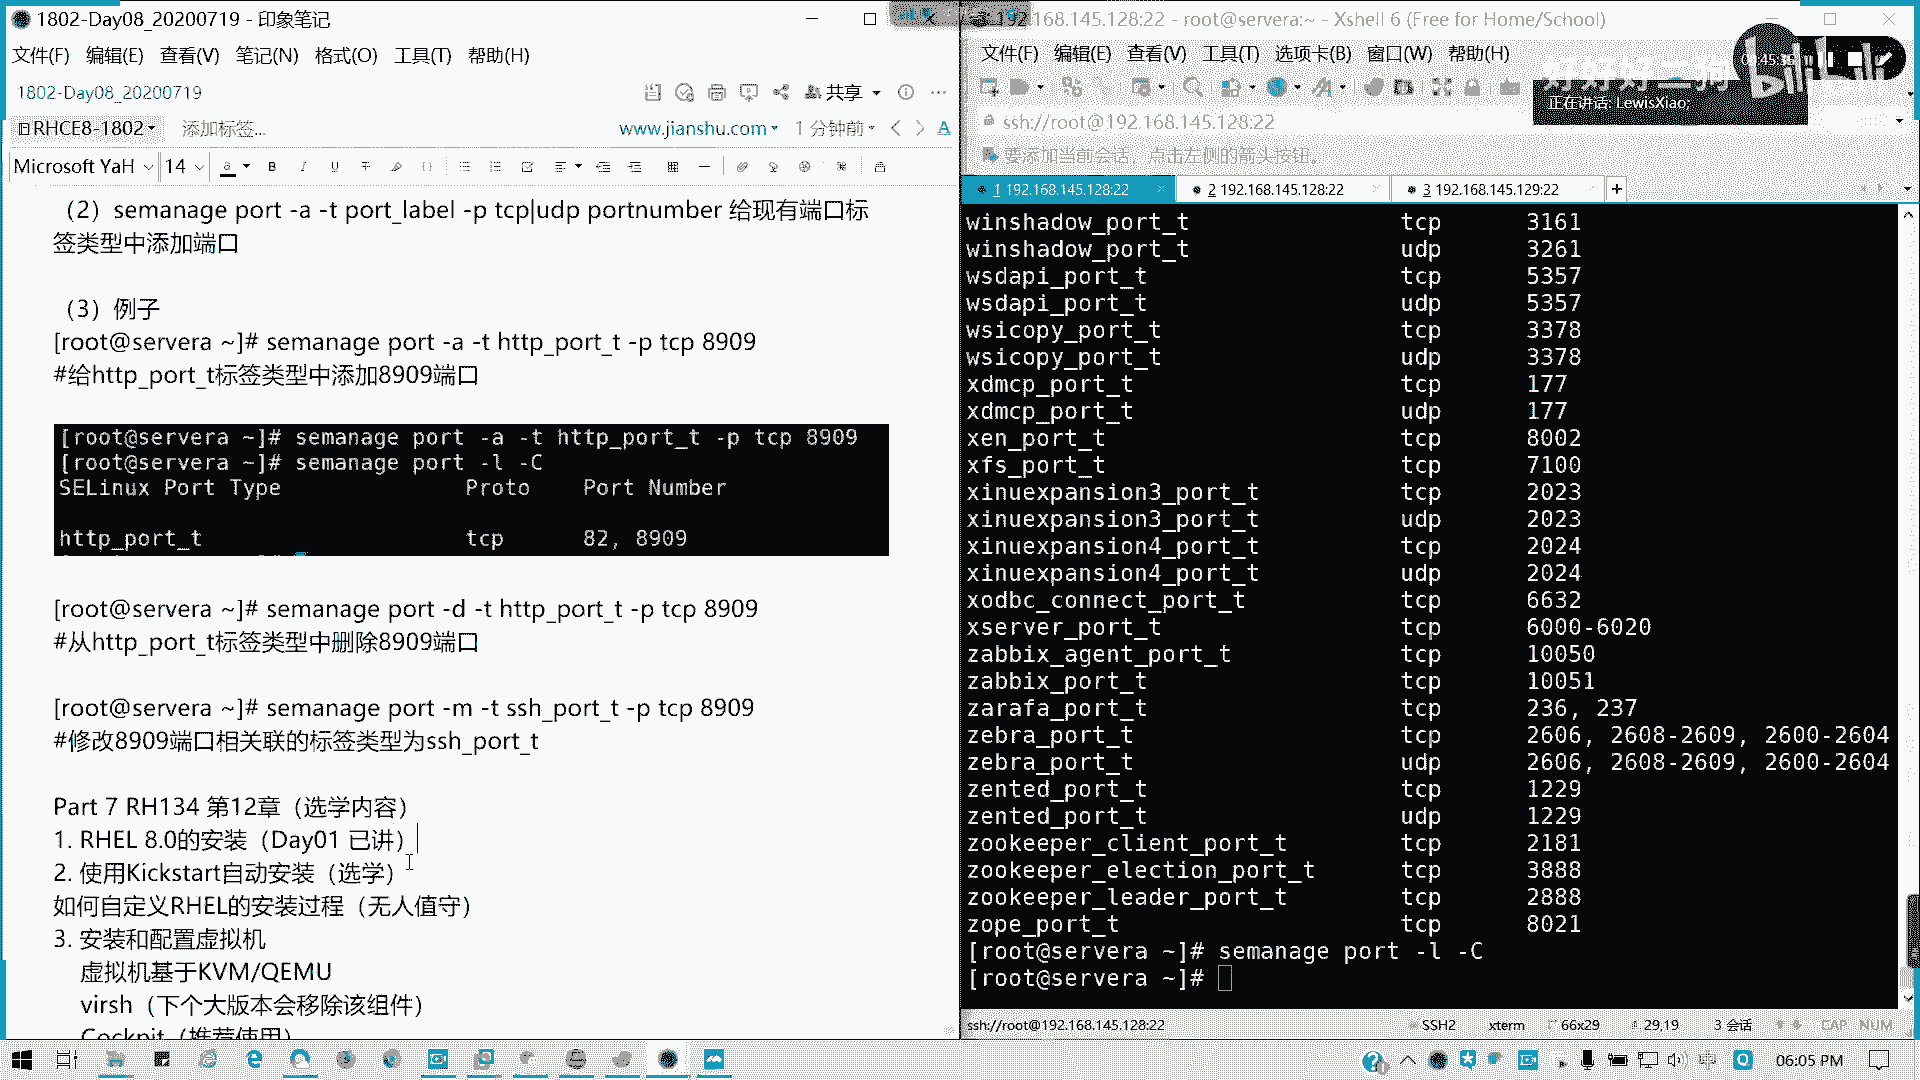 1802-Day08_20200719 - 印象笔记
文件(F) 编辑(E) 查看(V) 笔记(N) 格式(O) 工具(T) 帮助(H)
1802-Day08_20200719
共享
RHCE8-1802 添加标签...
www.jianshu.com 1 分钟前
Microsoft YaH 14
（2）semanage port -a -t port_label -p tcp|udp portnumber 给现有端口标
签类型中添加端口
（3）例子
[root@servera ~]# semanage port -a -t http_port_t -p tcp 8909
#给http_port_t标签类型中添加8909端口
[root@servera ~]# semanage port -a -t http_port_t -p tcp 8909
[root@servera ~]# semanage port -l -C
SELinux Port Type Proto Port Number
http_port_t tcp 82, 8909
[root@servera ~]# semanage port -d -t http_port_t -p tcp 8909
#从http_port_t标签类型中删除8909端口
[root@servera ~]# semanage port -m -t ssh_port_t -p tcp 8909
#修改8909端口相关联的标签类型为ssh_port_t
Part 7 RH134 第12章（选学内容）
1. RHEL 8.0的安装（Day01 已讲）
2. 使用Kickstart自动安装（选学）
如何自定义RHEL的安装过程（无人值守）
3. 安装和配置虚拟机
虚拟机基于KVM/QEMU
virsh（下个大版本会移除该组件）
Cockpit（推荐使用）
192.168.145.128:22 - root@servera:~ - Xshell 6 (Free for Home/School)
文件(F) 编辑(E) 查看(V) 工具(T) 选项卡(B) 窗口(W) 帮助(H)
bilibili
正在讲话: LewisXiao;
ssh://root@192.168.145.128:22
要添加当前会话，点击左侧的箭头按钮。
1 192.168.145.128:22 2 192.168.145.128:22 3 192.168.145.129:22
winshadow_port_t tcp 3161
winshadow_port_t udp 3261
wsdapi_port_t tcp 5357
wsdapi_port_t udp 5357
wsicopy_port_t tcp 3378
wsicopy_port_t udp 3378
xdmcp_port_t tcp 177
xdmcp_port_t udp 177
xen_port_t tcp 8002
xfs_port_t tcp 7100
xinuexpansion3_port_t tcp 2023
xinuexpansion3_port_t udp 2023
xinuexpansion4_port_t tcp 2024
xinuexpansion4_port_t udp 2024
xodbc_connect_port_t tcp 6632
xserver_port_t tcp 6000-6020
zabbix_agent_port_t tcp 10050
zabbix_port_t tcp 10051
zarafa_port_t tcp 236, 237
zebra_port_t tcp 2606, 2608-2609, 2600-2604
zebra_port_t udp 2606, 2608-2609, 2600-2604
zented_port_t tcp 1229
zented_port_t udp 1229
zookeeper_client_port_t tcp 2181
zookeeper_election_port_t tcp 3888
zookeeper_leader_port_t tcp 2888
zope_port_t tcp 8021
[root@servera ~]# semanage port -l -C
[root@servera ~]#
ssh://root@192.168.145.128:22 SSH2 xterm 66x29 29,19 3 会话 CAP NUM
中 06:05 PM